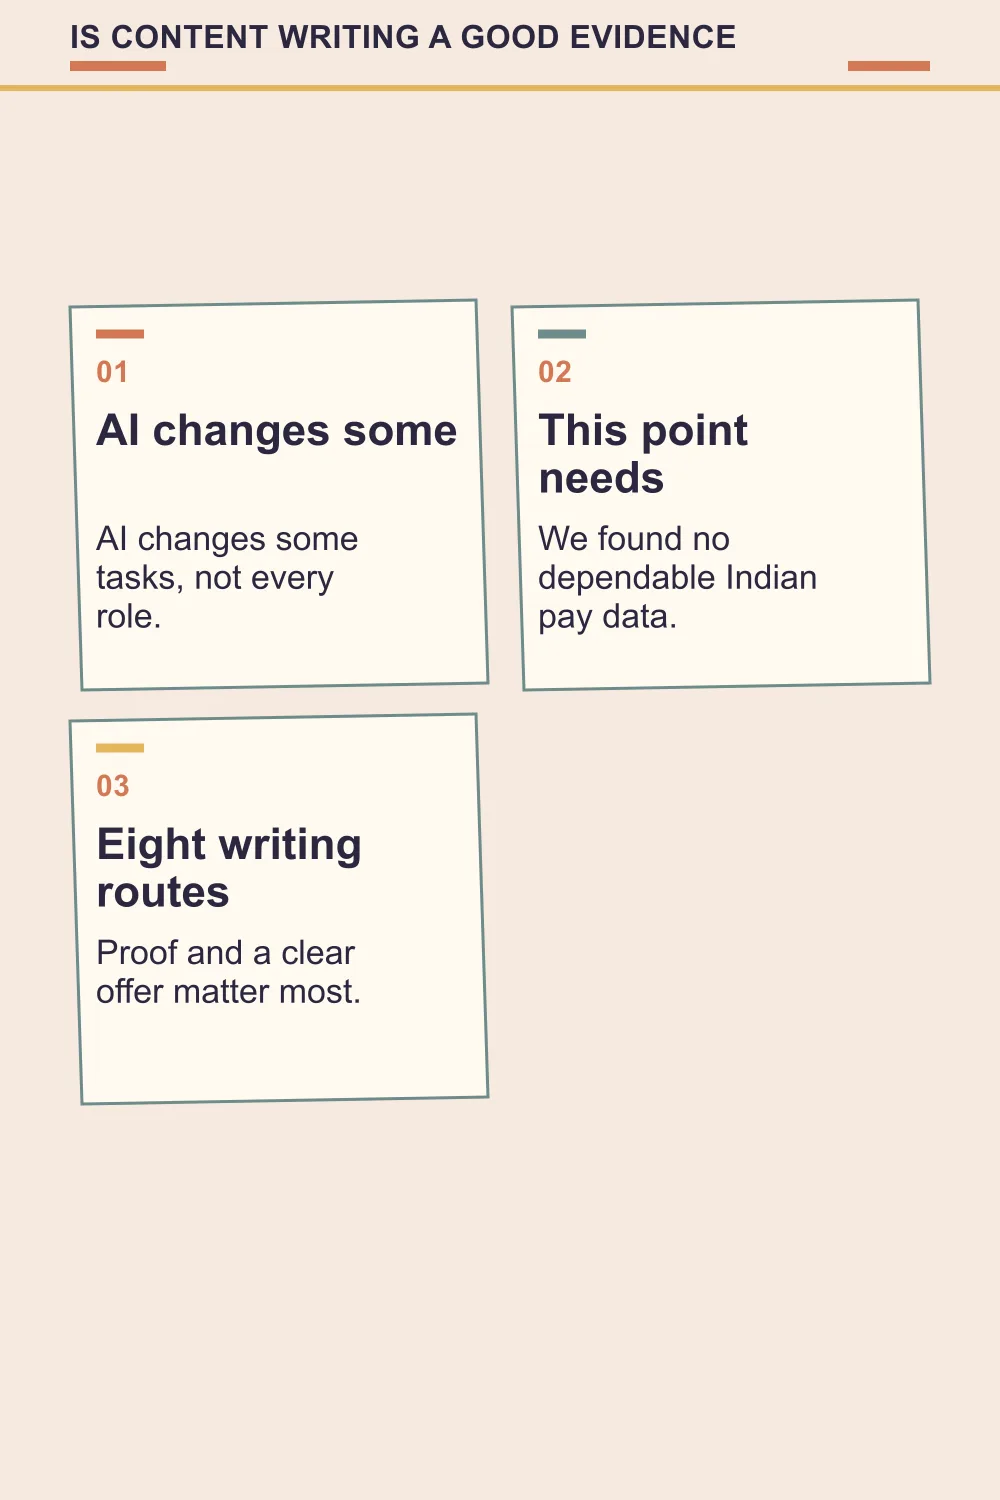 IS CONTENT WRITING A GOOD EVIDENCE
01
AI changes some
AI changes some
tasks, not every
role.
02
This point
needs
We found no
dependable Indian
pay data.
03
Eight writing
routes
Proof and a clear
offer matter most.